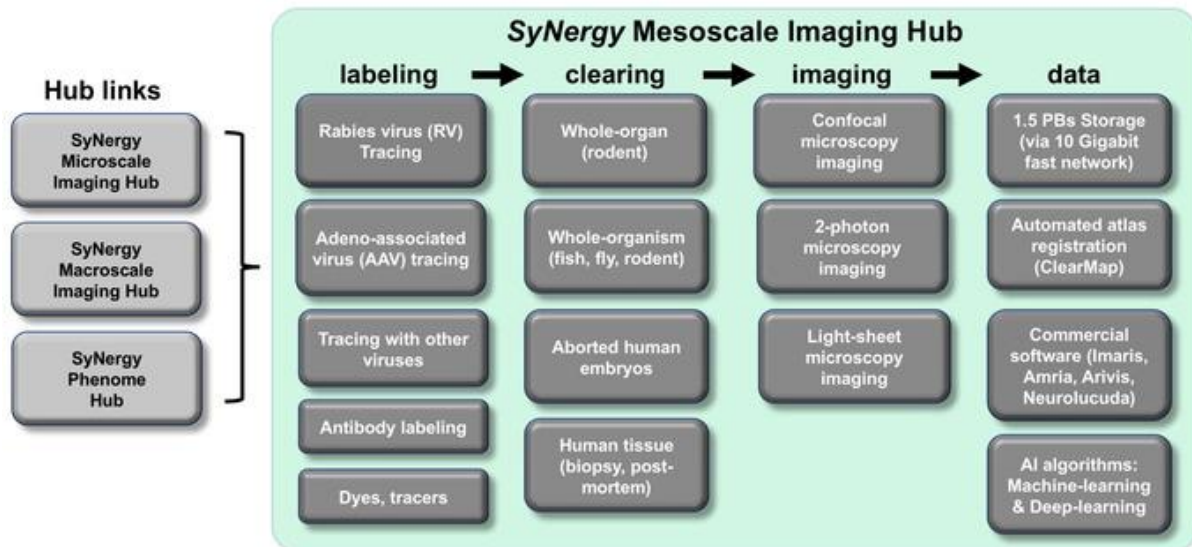 SyNergy Mesoscale Imaging Hub
Hub links
SyNergy
Microscale
Imaging Hub
SyNergy
Macroscale
Imaging Hub
SyNergy
Phenome
Hub
labeling
Rabies virus (RV)
Tracing
Adeno-associated
virus (AAV) tracing
Tracing with other
viruses
Antibody labeling
Dyes, tracers
clearing
Whole-organ
(rodent)
Whole-organism
(fish, fly, rodent)
Aborted human
embryos
Human tissue
(biopsy, post-
mortem)
imaging
Confocal
microscopy
imaging
2-photon
microscopy
imaging
Light-sheet
microscopy
imaging
data
1.5 PBs Storage
(via 10 Gigabit
fast network)
Automated atlas
registration
(ClearMap)
Commercial
software (Imaris,
Amria, Arivis,
Neurolucuda)
AI algorithms:
Machine-learning
& Deep-learning